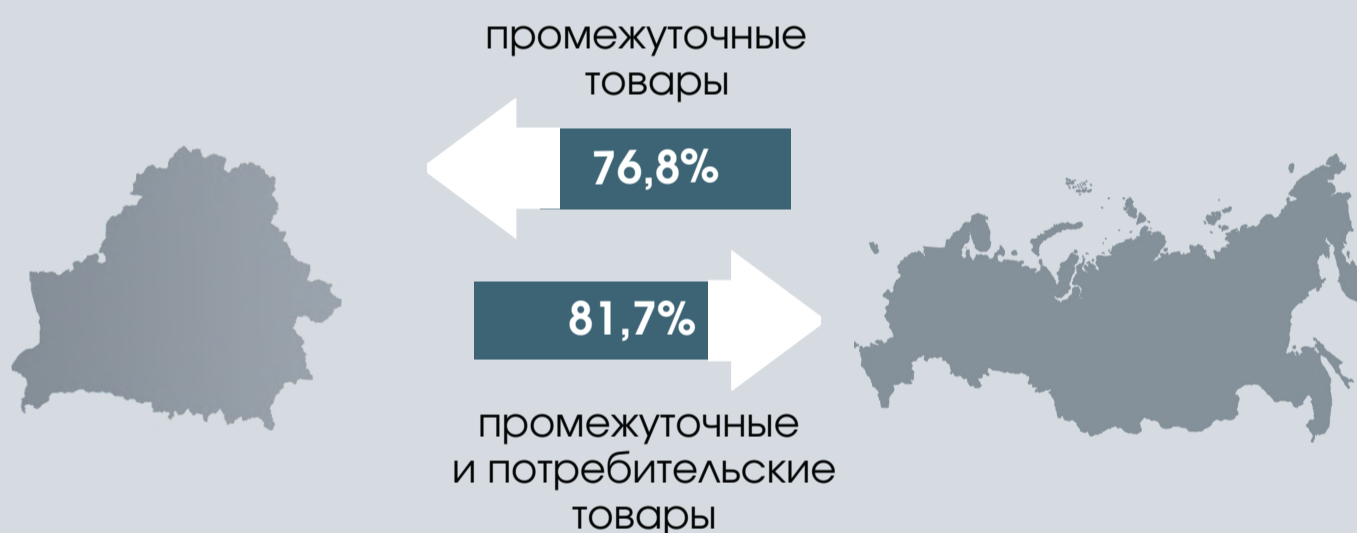 промежуточные
товары
76,8%
81,7%
промежуточные
и потребительские
товары